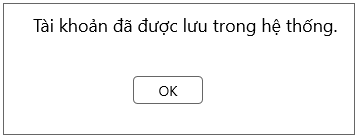 Tài khoản đã được lưu trong hệ thống.
OK